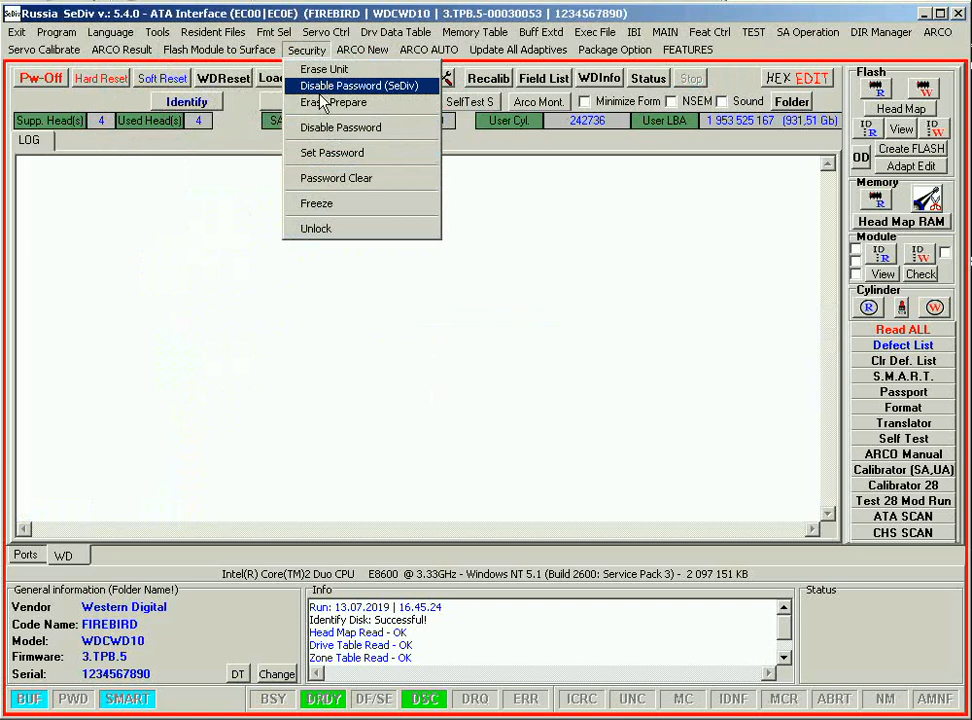 Russia SeDiv v.: 5.4.0 - ATA Interface (EC00|EC0E) (FIREBIRD | WDCWD10 | 3.TPB.5-00030053 | 1234567890)
Exit Program Language Tools Resident Files Fmt Sel Servo Ctrl Drv Data Table Memory Table Buff Extd Exec File IBI MAIN Feat Ctrl TEST SA Operation DIR Manager ARCO
Servo Calibrate ARCO Result Flash Module to Surface Security ARCO New ARCO AUTO Update All Adaptives Package Option FEATURES
Pw-Off Hard Reset Soft Reset WDReset Recalib Field List WDInfo Status Stop HEX EDIT
Identify SelfTest S Arco Mont. Minimize Form NSEM Sound Folder
Supp. Head(s) 4 Used Head(s) 4 User Cyl. 242736 User LBA 1 953 525 167 (931,51 Gb)
Erase Unit
Disable Password (SeDiv)
Erase Prepare
Disable Password
Set Password
Password Clear
Freeze
Unlock
LOG
Flash
R W
Head Map
ID R View ID W
OD Create FLASH
Adapt Edit
Memory
R
Head Map RAM
Module
ID R ID W
View Check
Cylinder
R W
Read ALL
Defect List
Clr Def. List
S.M.A.R.T.
Passport
Format
Translator
Self Test
ARCO Manual
Calibrator (SA,UA)
Calibrator 28
Test 28 Mod Run
ATA SCAN
CHS SCAN
Ports WD
Intel(R) Core(TM)2 Duo CPU E8600 @ 3.33GHz - Windows NT 5.1 (Build 2600: Service Pack 3) - 2 097 151 KB
General information (Folder Name!)
Vendor Western Digital
Code Name: FIREBIRD
Model: WDCWD10
Firmware: 3.TPB.5
Serial: 1234567890 DT Change
Info
Run: 13.07.2019 | 16.45.24
Identify Disk: Successful!
Head Map Read - OK
Drive Table Read - OK
Zone Table Read - OK
Status
BUF PWD SMART BSY DRDY DF/SE DSC DRQ ERR ICRC UNC MC IDNF MCR ABRT NM AMNF